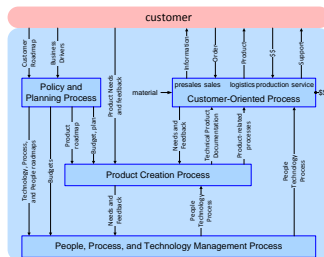 customer
Customer
Roadmap
Business
Drivers
Product Needs
and feedback
Information
Order
Product
$$
Support
Policy and
Planning Process
presales sales logistics production service
Customer-Oriented Process
material
$$
Technology, Process,
and People roadmaps
Budgets
Product
roadmap
Budget, plan
Needs and
Feedback
Technical Product
Documentation
Product-related
processes
People
Technology
Process
Product Creation Process
Needs and
Feedback
People
Technology
Process
People, Process, and Technology Management Process